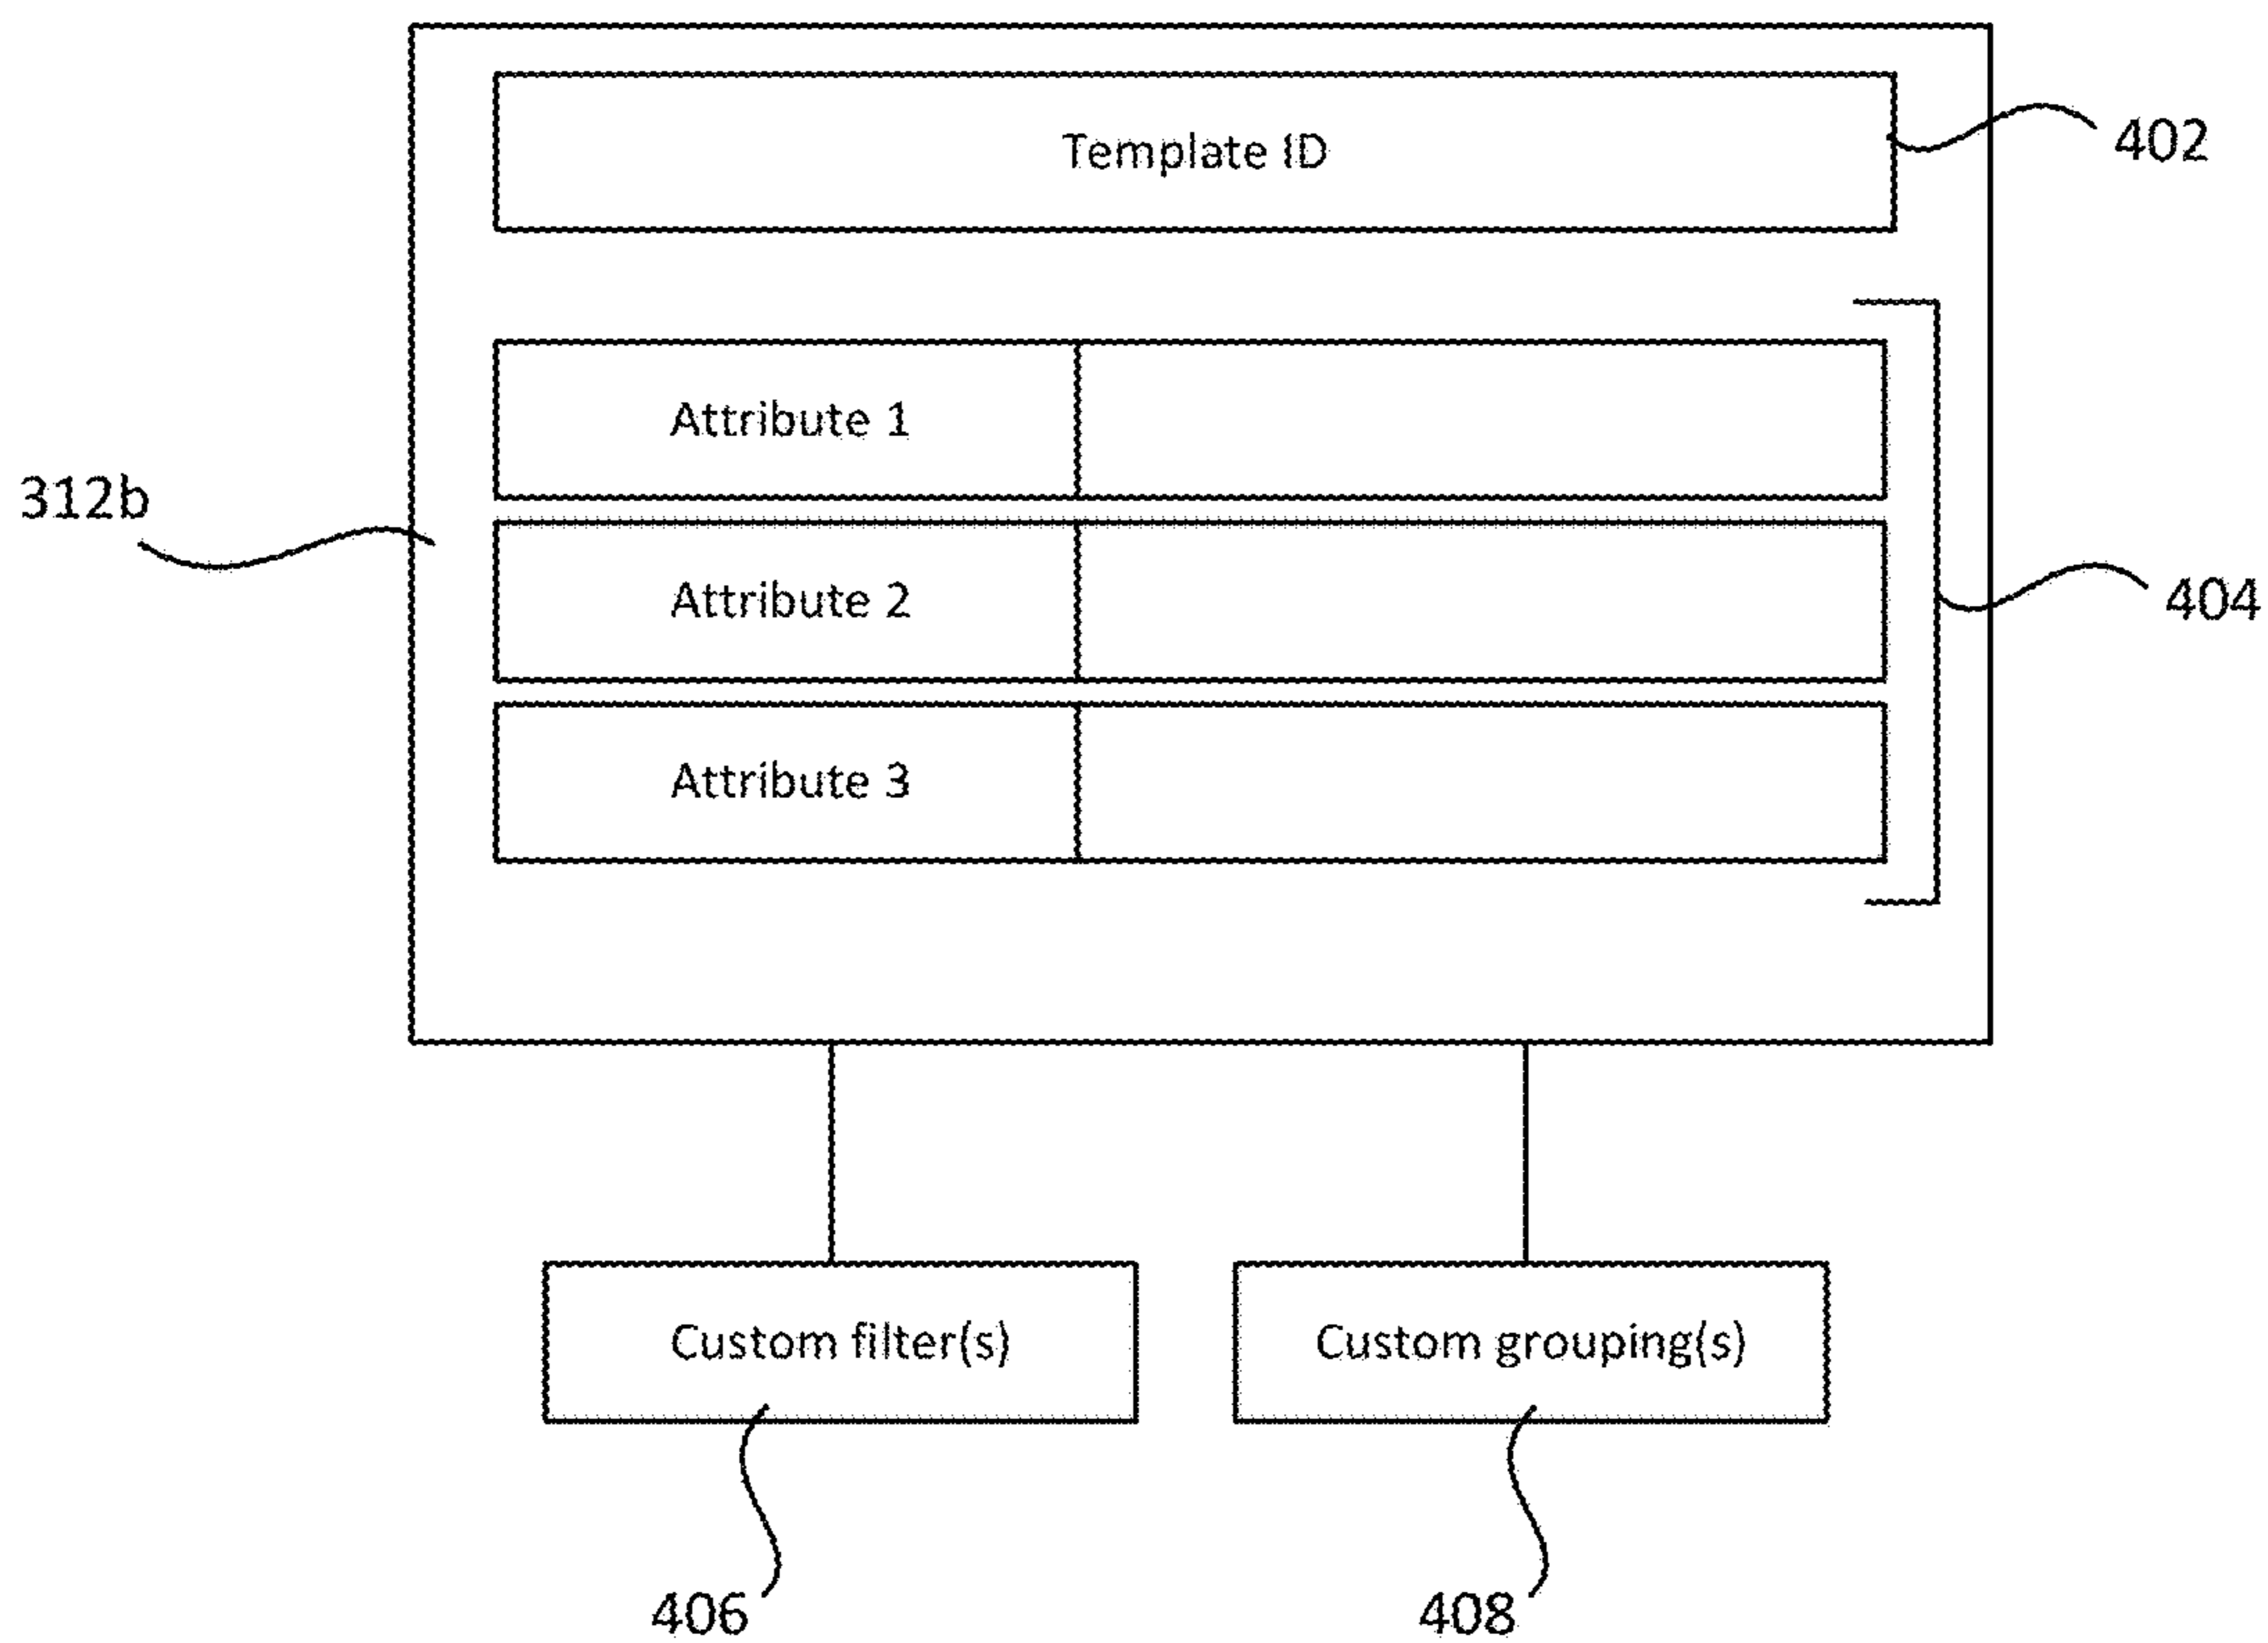 Template ID
402
Attribute 1
312b
Attribute 2
404
Attribute 3
Custom filter(s)
Custom grouping(s)
406
408